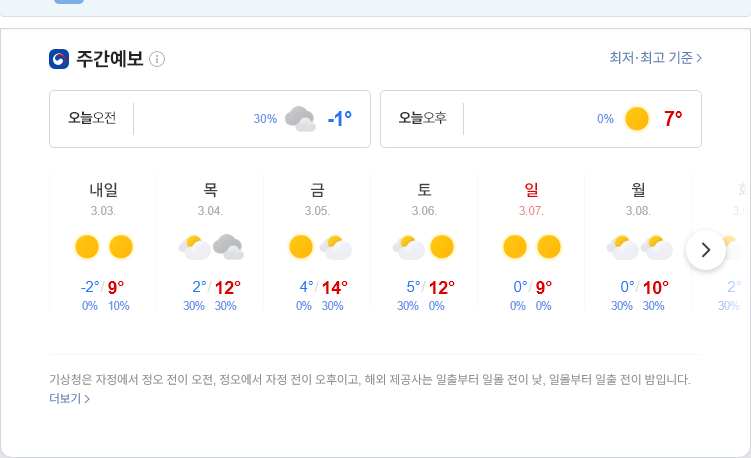 주간예보
최저·최고 기준 >
오늘오전 30% -1°
오늘오후 0% 7°
내일 목 금 토 일 월
3.03. 3.04. 3.05. 3.06. 3.07. 3.08.
-2°/9° 2°/12° 4°/14° 5°/12° 0°/9° 0°/10° 2°
0% 10% 30% 30% 0% 30% 30% 0% 0% 0% 30% 30% 30%
기상청은 자정에서 정오 전이 오전, 정오에서 자정 전이 오후이고, 해외 제공사는 일출부터 일몰 전이 낮, 일몰부터 일출 전이 밤입니다.
더보기 >